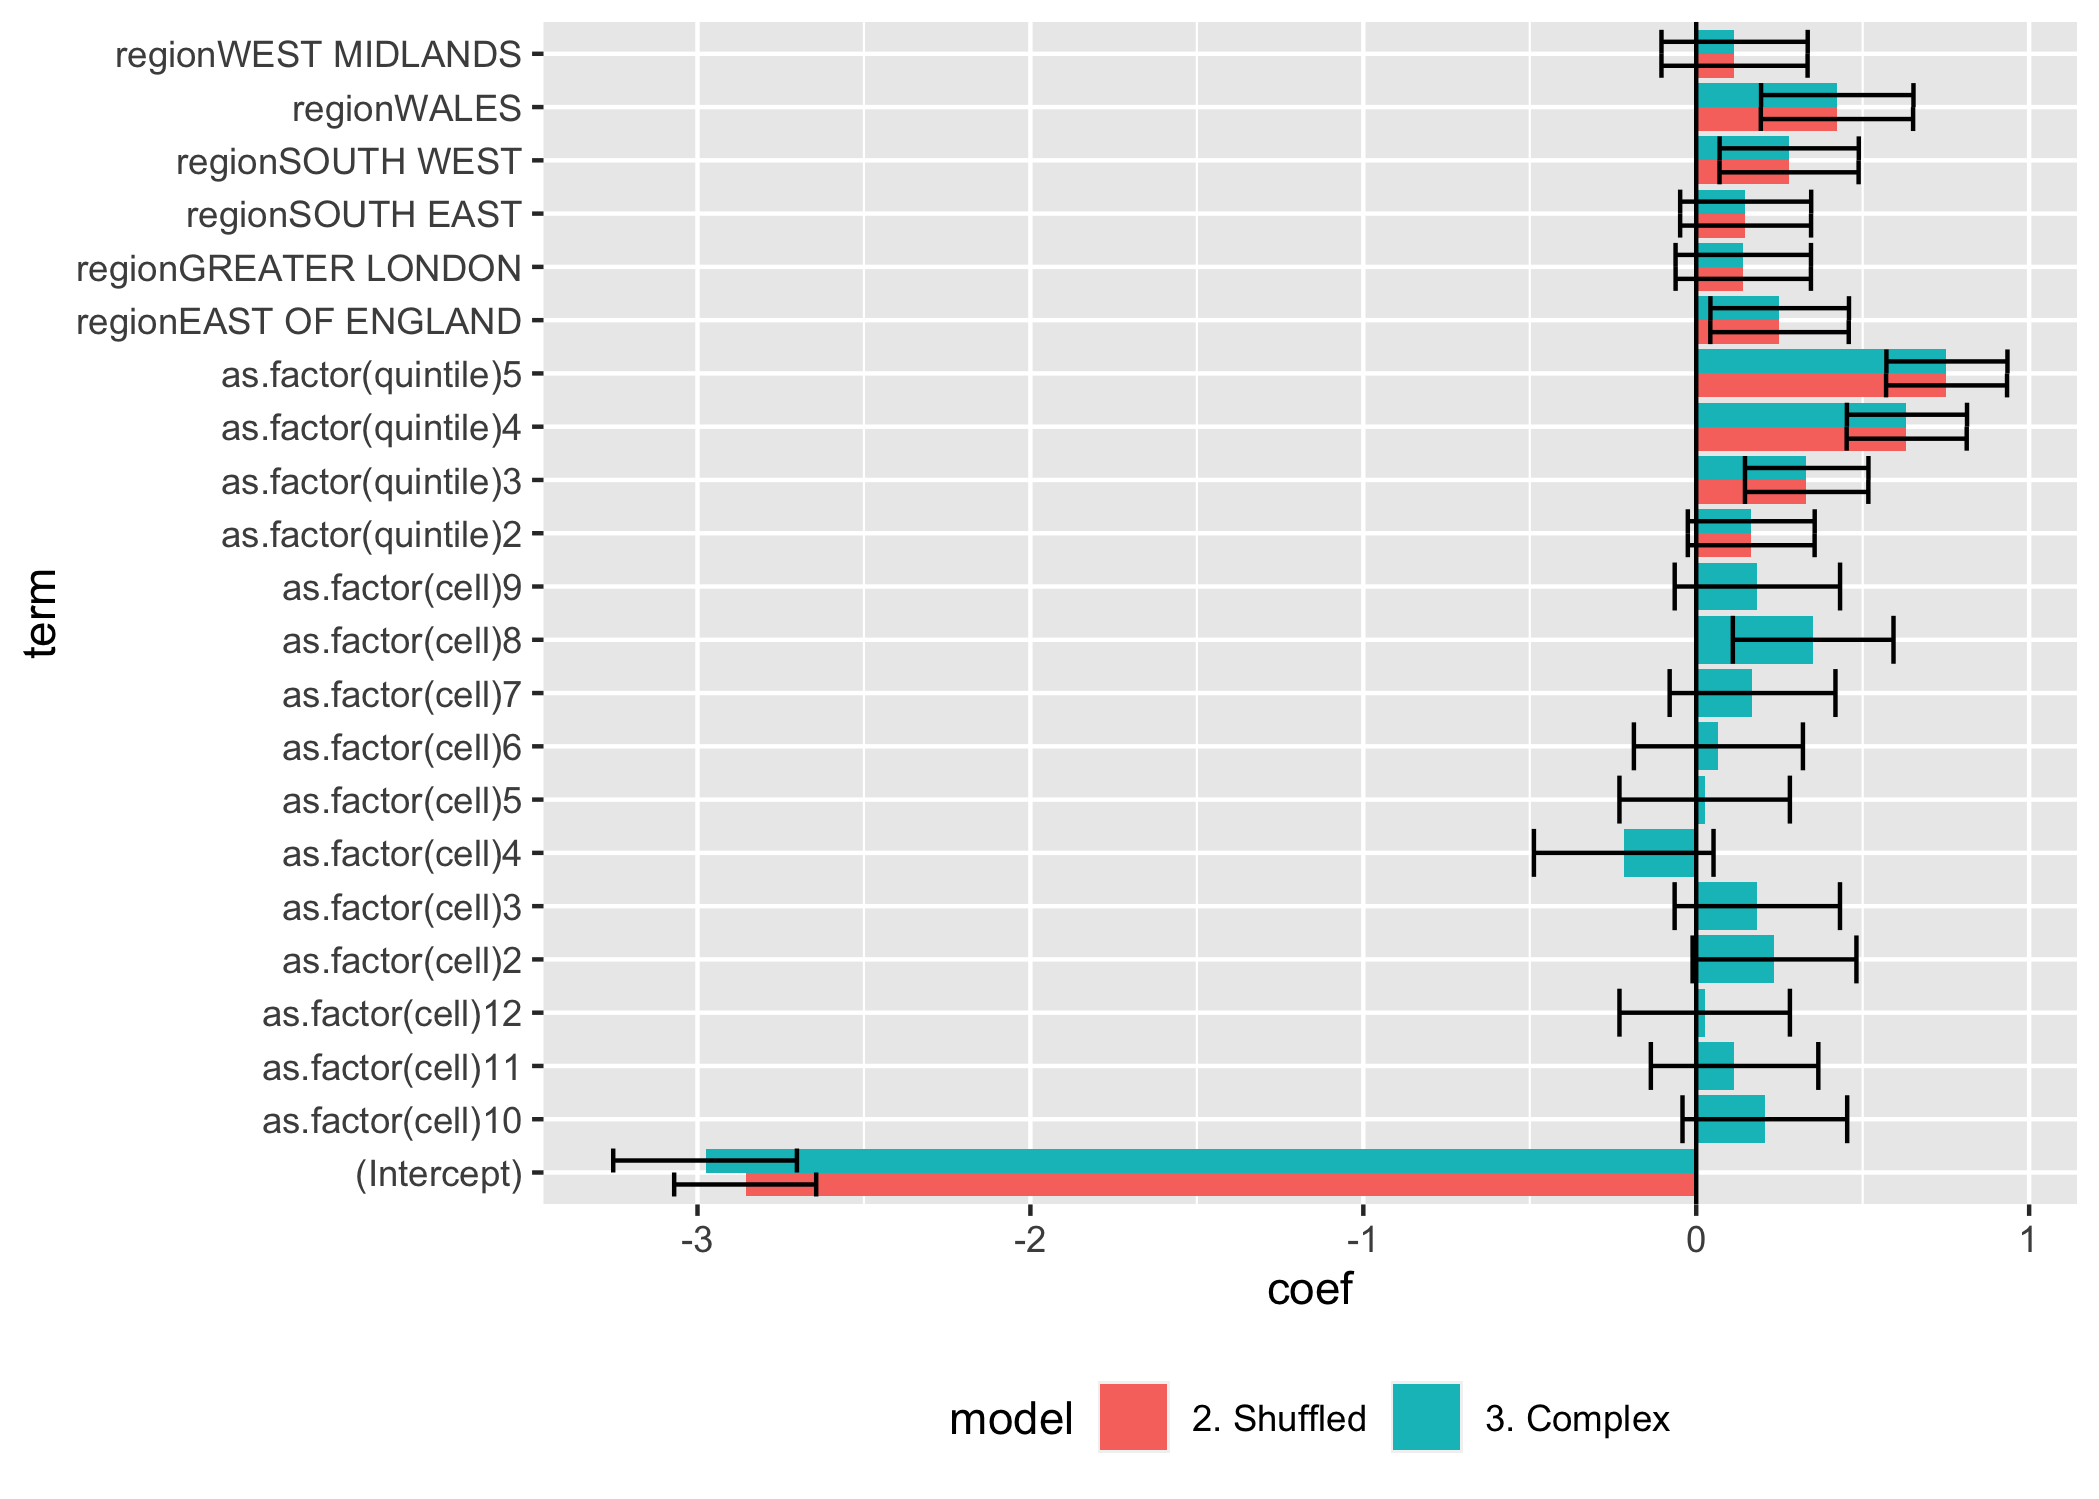 regionWEST MIDLANDS
regionWALES
regionSOUTH WEST
regionSOUTH EAST
regionGREATER LONDON
regionEAST OF ENGLAND
as.factor(quintile)5
as.factor(quintile)4
as.factor(quintile)3
as.factor(quintile)2
as.factor(cell)9
as.factor(cell)8
as.factor(cell)7
as.factor(cell)6
as.factor(cell)5
as.factor(cell)4
as.factor(cell)3
as.factor(cell)2
as.factor(cell)12
as.factor(cell)11
as.factor(cell)10
(Intercept)
term
-3 -2 -1 0 1
coef
model 2. Shuffled 3. Complex